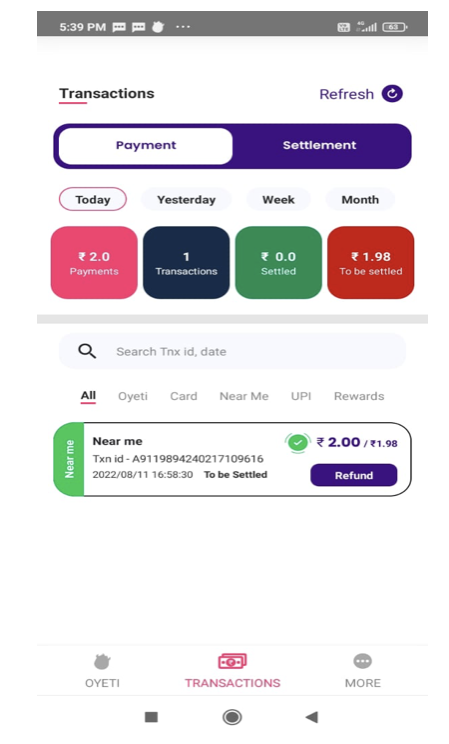 5:39 PM
4G
63
Transactions
Refresh
Payment
Settlement
Today
Yesterday
Week
Month
₹ 2.0
Payments
1
Transactions
₹ 0.0
Settled
₹ 1.98
To be settled
Search Tnx id, date
All
Oyeti
Card
Near Me
UPI
Rewards
Near me
Near me
₹ 2.00 / ₹1.98
Txn id - A9119894240217109616
2022/08/11 16:58:30 To be Settled
Refund
OYETI
TRANSACTIONS
MORE